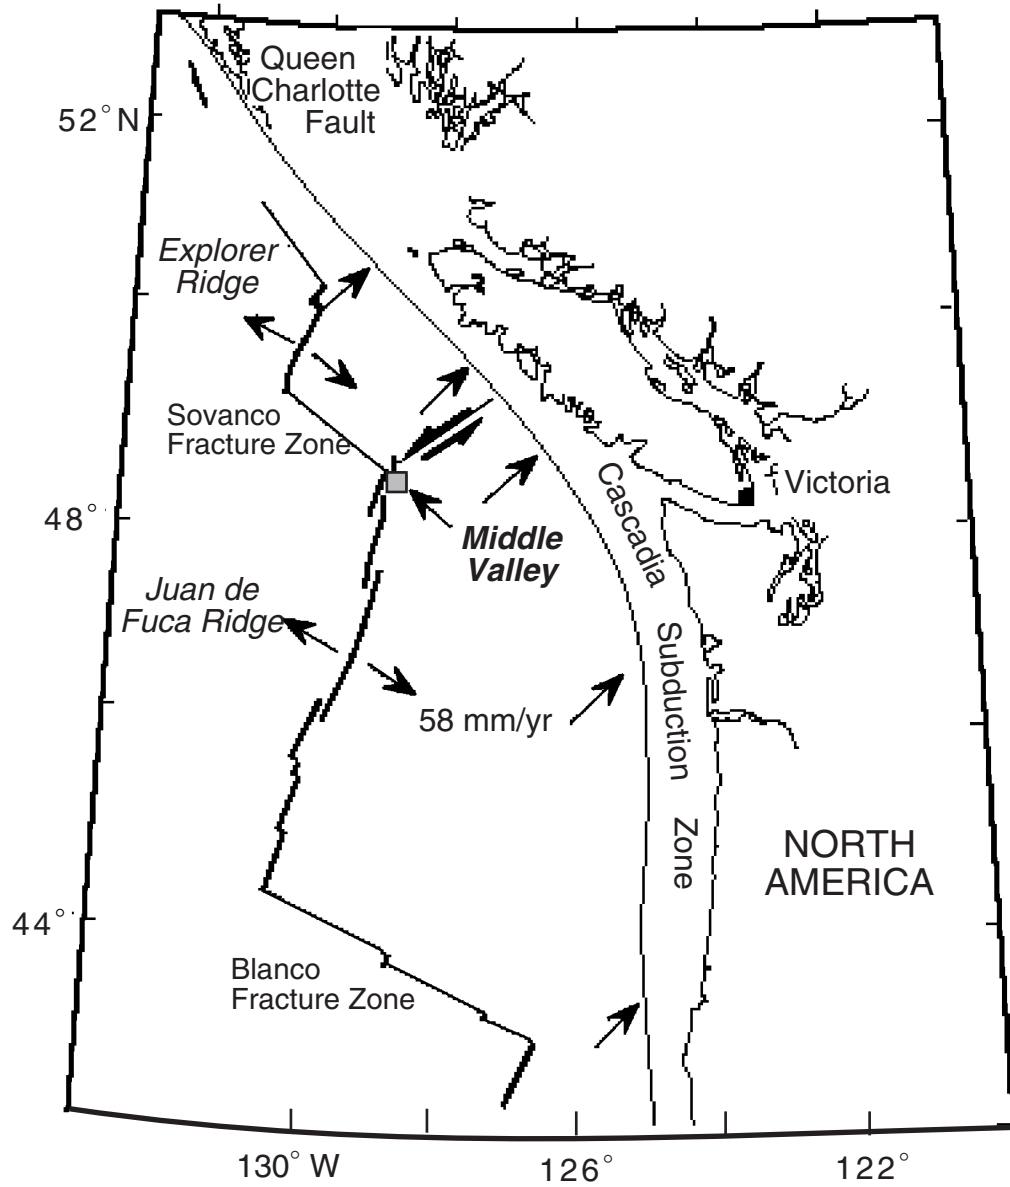 Queen
Charlotte
Fault
52°N
Explorer
Ridge
Sovanco
Fracture Zone
Cascadia
Subduction
Zone
Victoria
48°
Middle
Valley
Juan de
Fuca Ridge
58 mm/yr
NORTH
AMERICA
44°
Blanco
Fracture Zone
130°W
126°
122°